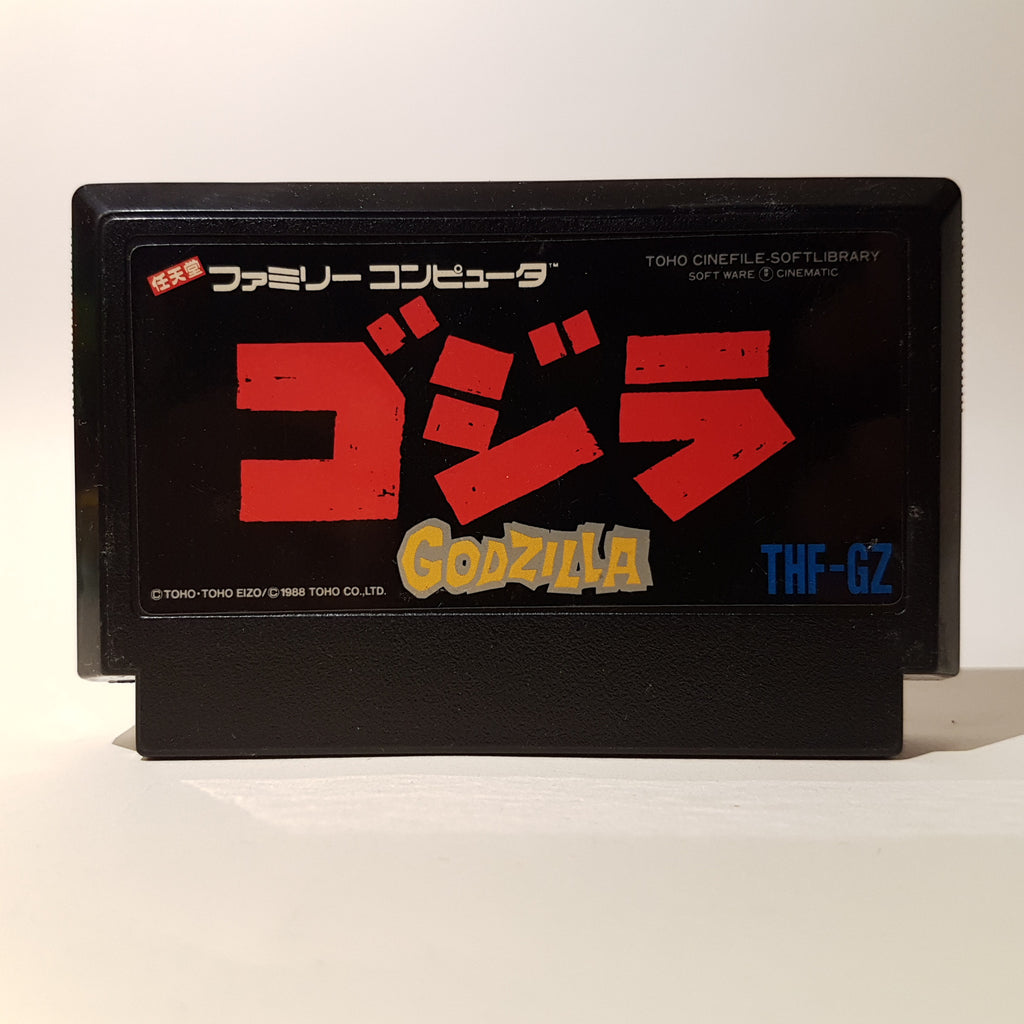 任天堂 ファミリー コンピュータ™
TOHO CINEFILE-SOFTLIBRARY
SOFT WARE CINEMATIC
ゴジラ
GODZILLA
THF-GZ
©TOHO・TOHO EIZO/©1988 TOHO CO.,LTD.